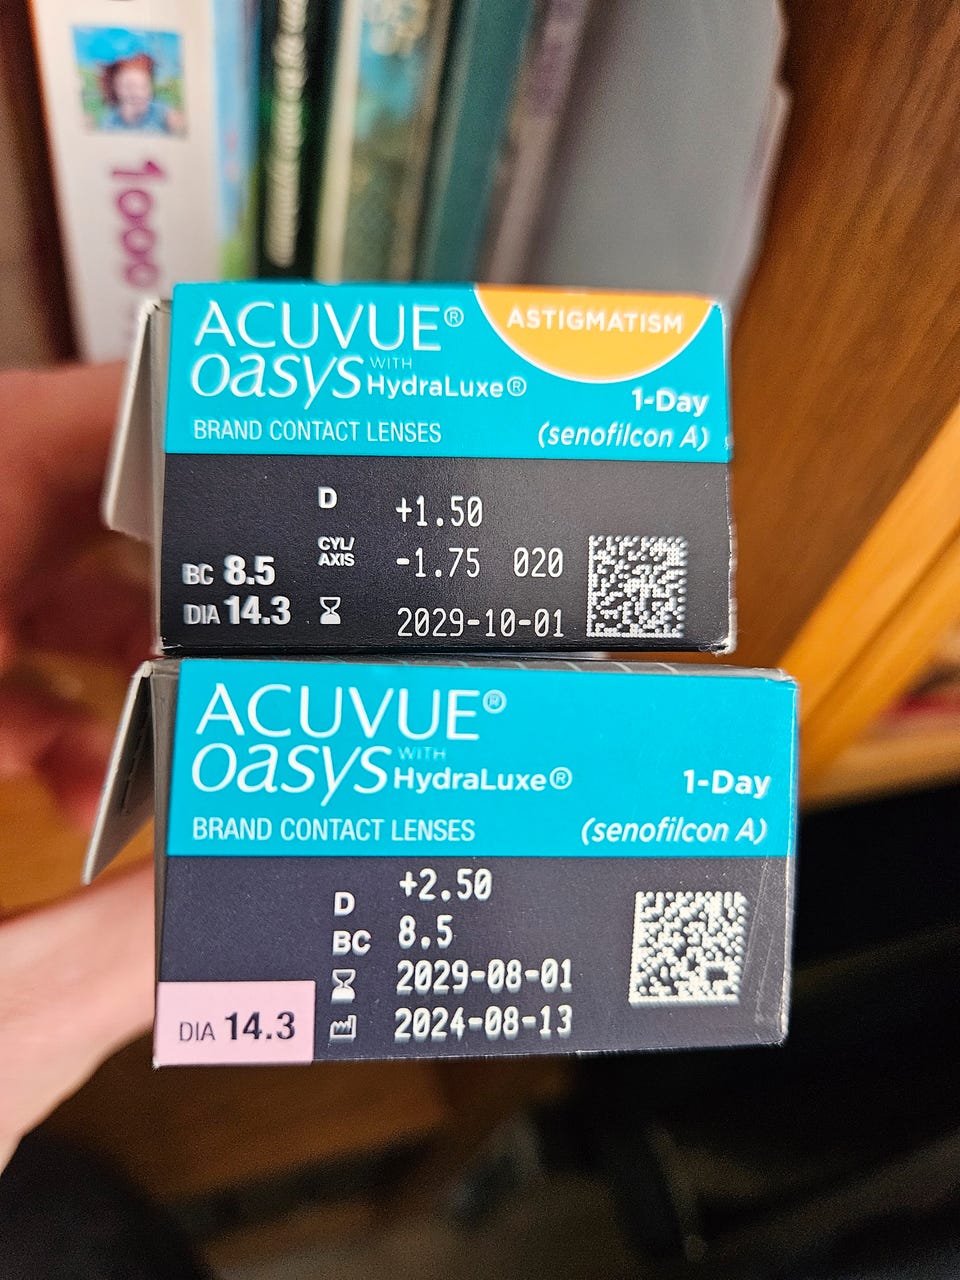 1000
ACUVUE® ASTIGMATISM
oasys WITH HydraLuxe®
1-Day
BRAND CONTACT LENSES (senofilcon A)
D +1.50
CYL/AXIS -1.75 020
BC 8.5
DIA 14.3 2029-10-01
ACUVUE®
oasys WITH HydraLuxe® 1-Day
BRAND CONTACT LENSES (senofilcon A)
D +2.50
BC 8.5
2029-08-01
DIA 14.3 2024-08-13